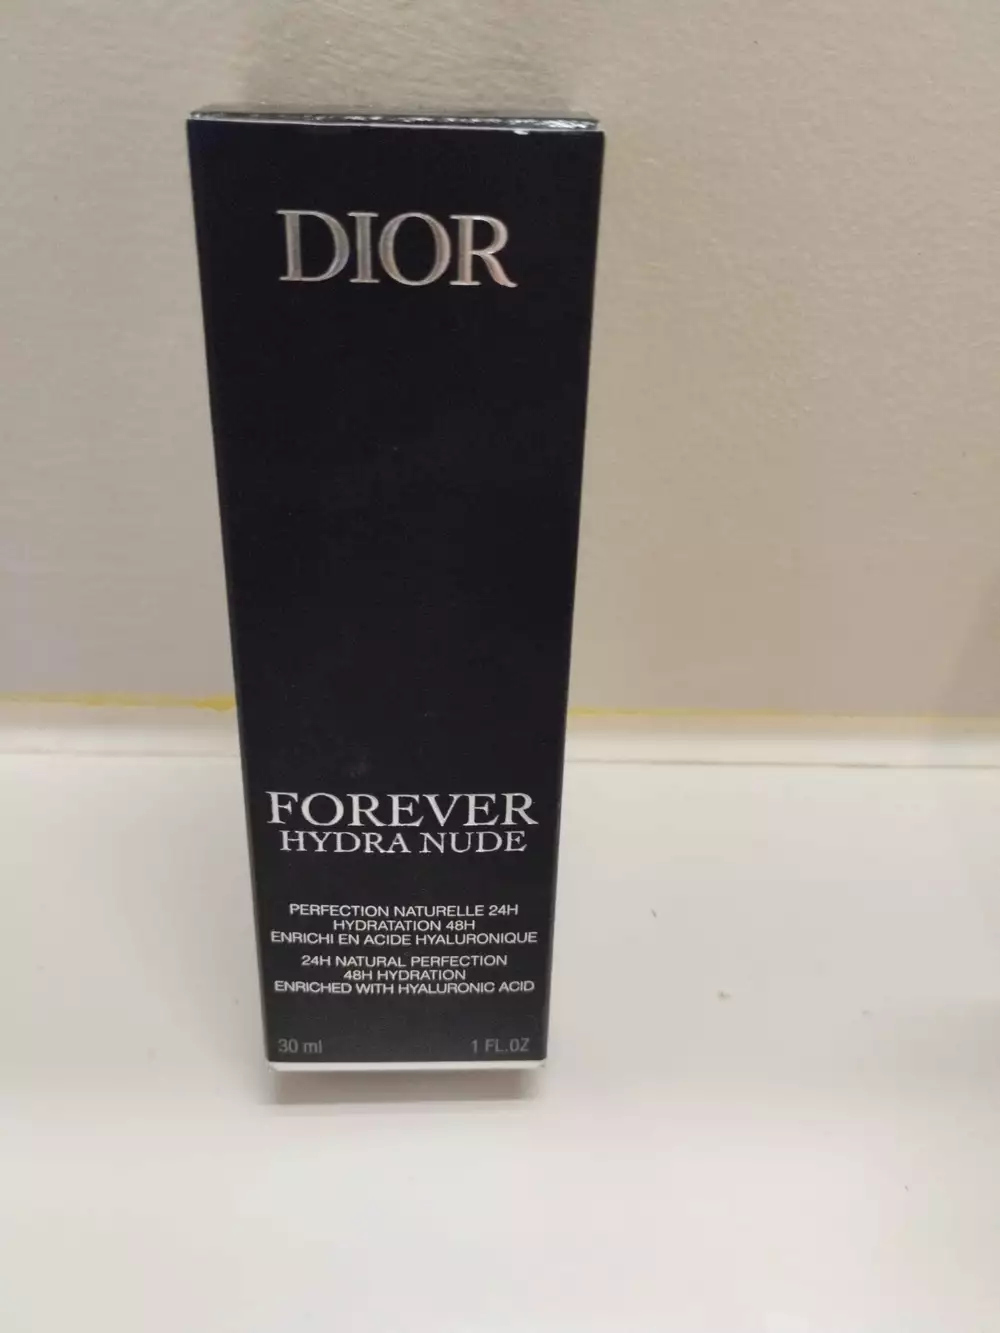 DIOR
FOREVER
HYDRA NUDE
PERFECTION NATURELLE 24H
HYDRATATION 48H
ENRICHI EN ACIDE HYALURONIQUE
24H NATURAL PERFECTION
48H HYDRATION
ENRICHED WITH HYALURONIC ACID
30 ml 1 FL.OZ